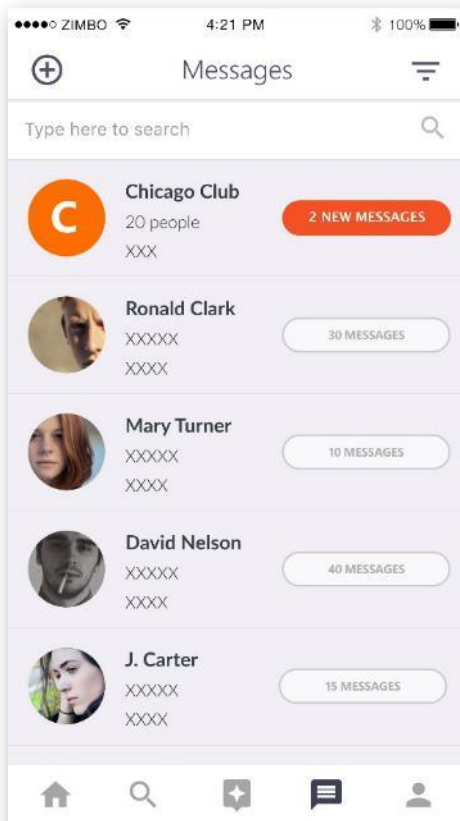 ZIMBO 4:21 PM 100%
Messages
Type here to search
C
Chicago Club
20 people
XXX
2 NEW MESSAGES
Ronald Clark
XXXXX
XXXX
30 MESSAGES
Mary Turner
XXXXX
XXXX
10 MESSAGES
David Nelson
XXXXX
XXXX
40 MESSAGES
J. Carter
XXXXX
XXXX
15 MESSAGES